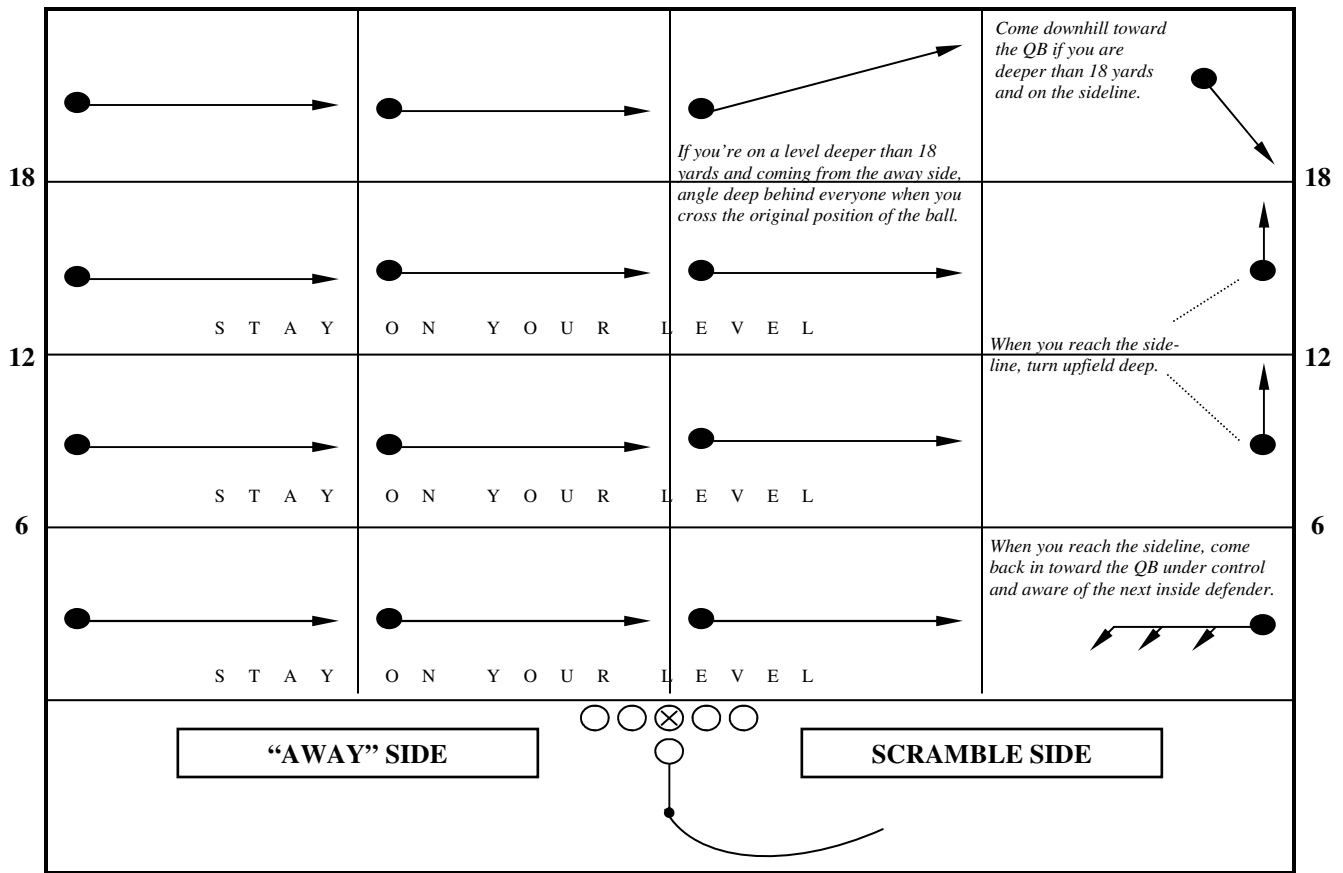 Come downhill toward
the QB if you are
deeper than 18 yards
and on the sideline.
If you're on a level deeper than 18
yards and coming from the away side,
angle deep behind everyone when you
cross the original position of the ball.
18
18
S T A Y O N Y O U R L E V E L
When you reach the side-
line, turn upfield deep.
12
12
S T A Y O N Y O U R L E V E L
6
6
When you reach the sideline, come
back in toward the QB under control
and aware of the next inside defender.
S T A Y O N Y O U R L E V E L
“AWAY” SIDE
SCRAMBLE SIDE